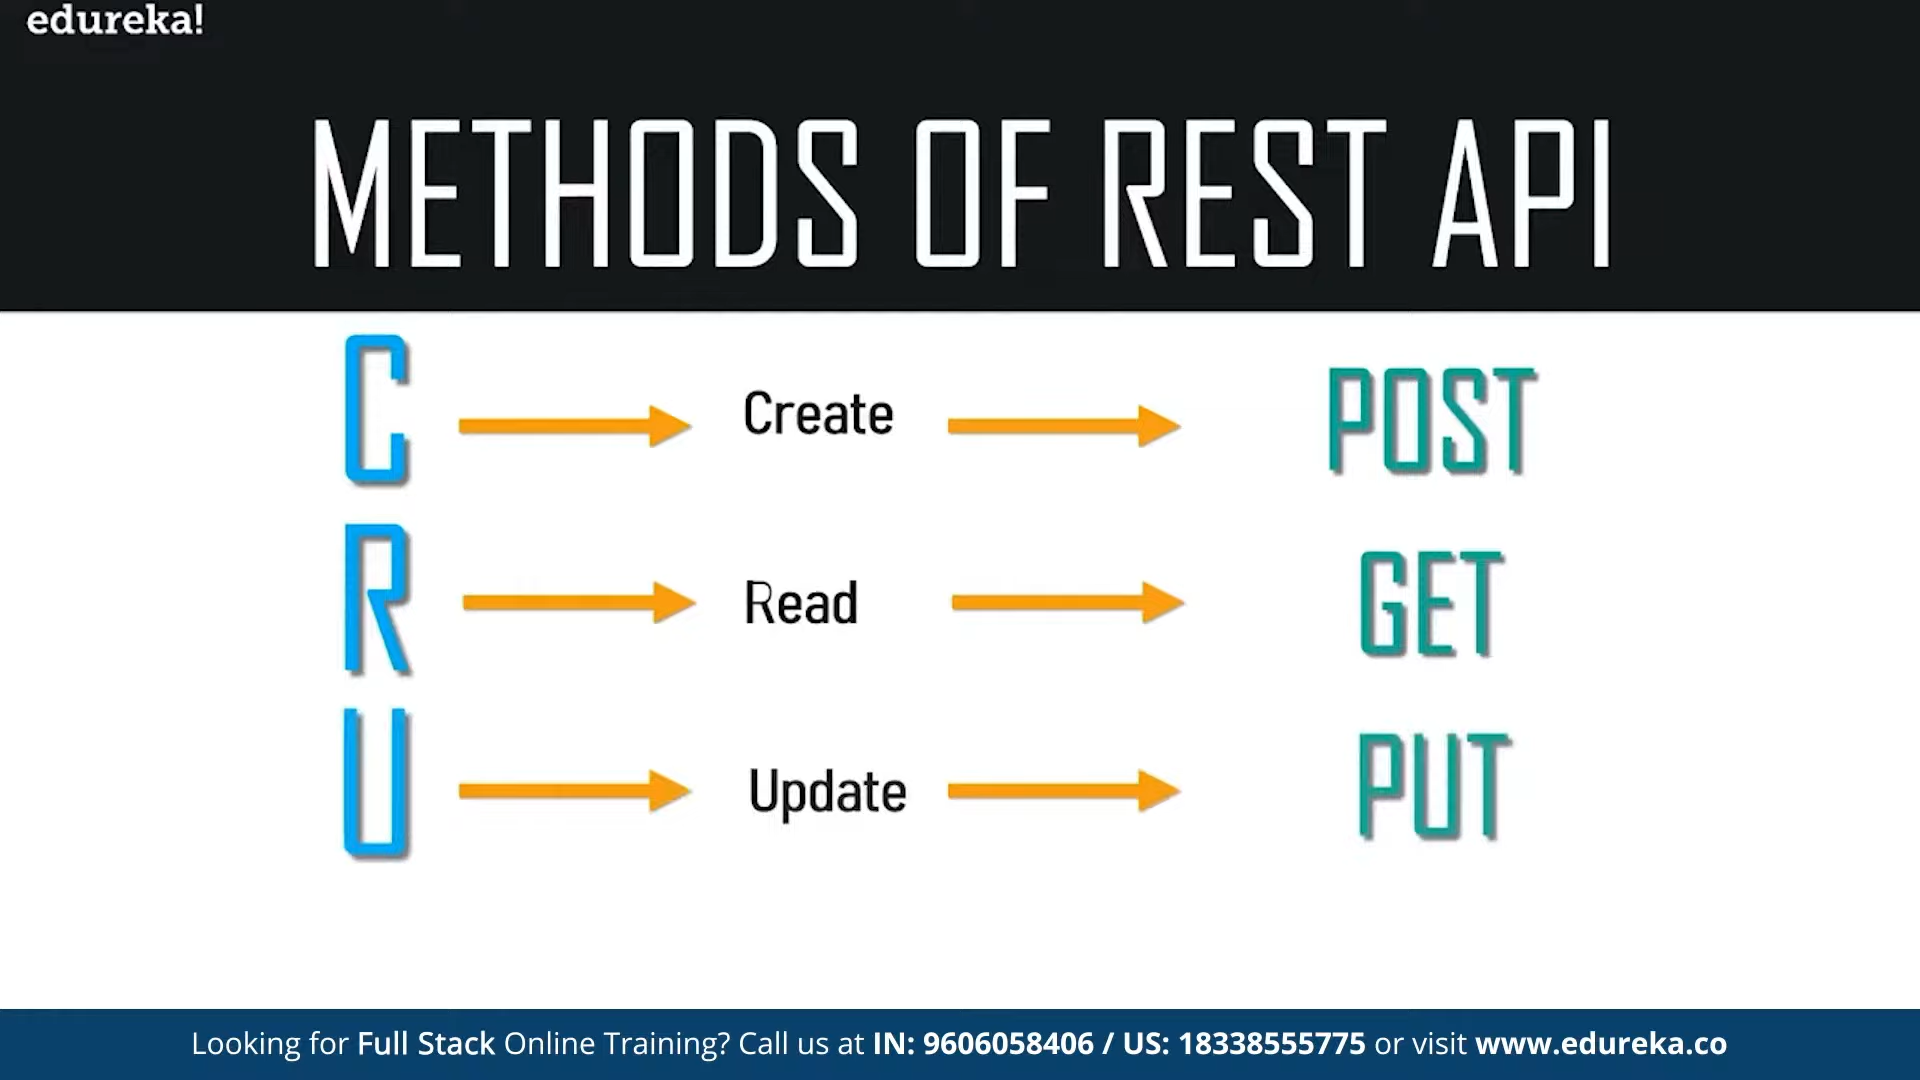 edureka!
METHODS OF REST API
C Create POST
R Read GET
U Update PUT
Looking for Full Stack Online Training? Call us at IN: 9606058406 / US: 18338555775 or visit www.edureka.co